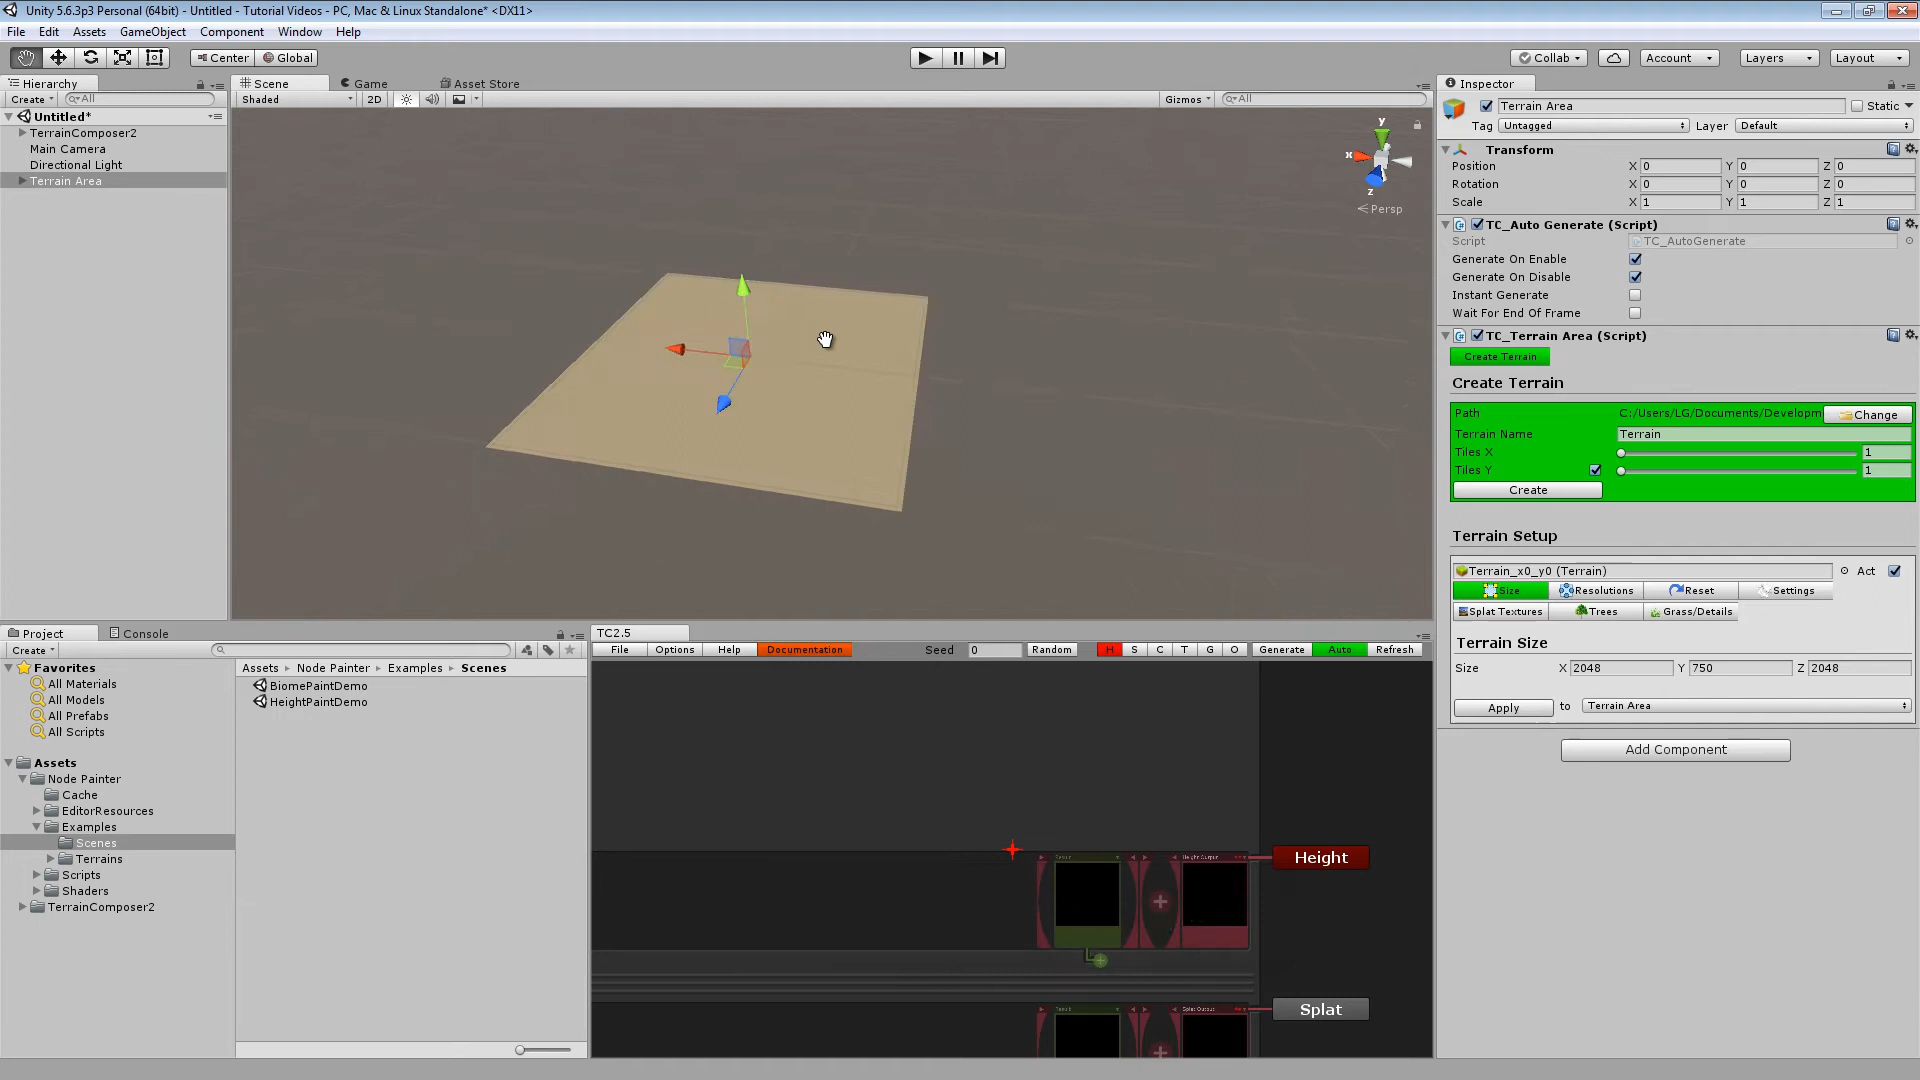 Unity 5.6.3p3 Personal (64bit) - Untitled - Tutorial Videos - PC, Mac & Linux Standalone* <DX11>
File Edit Assets GameObject Component Window Help
Center Global Collab Account Layers Layout
Hierarchy
Create All
Untitled*
TerrainComposer2
Main Camera
Directional Light
Terrain Area
Scene Game Asset Store
Shaded 2D Gizmos All
y
x
z
Persp
Inspector
Terrain Area Static
Tag Untagged Layer Default
Transform
Position X 0 Y 0 Z 0
Rotation X 0 Y 0 Z 0
Scale X 1 Y 1 Z 1
TC_Auto Generate (Script)
Script TC_AutoGenerate
Generate On Enable
Generate On Disable
Instant Generate
Wait For End Of Frame
TC_Terrain Area (Script)
Create Terrain
Create Terrain
Path C:/Users/LG/Documents/Developm Change
Terrain Name Terrain
Tiles X 1
Tiles Y 1
Create
Terrain Setup
Terrain_x0_y0 (Terrain) Act
Size Resolutions Reset Settings
Splat Textures Trees Grass/Details
Terrain Size
Size X 2048 Y 750 Z 2048
Apply to Terrain Area
Add Component
Project Console
Create
Favorites
All Materials
All Models
All Prefabs
All Scripts
Assets
Node Painter
Cache
EditorResources
Examples
Scenes
Terrains
Scripts
Shaders
TerrainComposer2
Assets Node Painter Examples Scenes
BiomePaintDemo
HeightPaintDemo
TC2.5
File Options Help Documentation Seed 0 Random H S C T G O Generate Auto Refresh
Result Height Output Height
Result Splat Output Splat